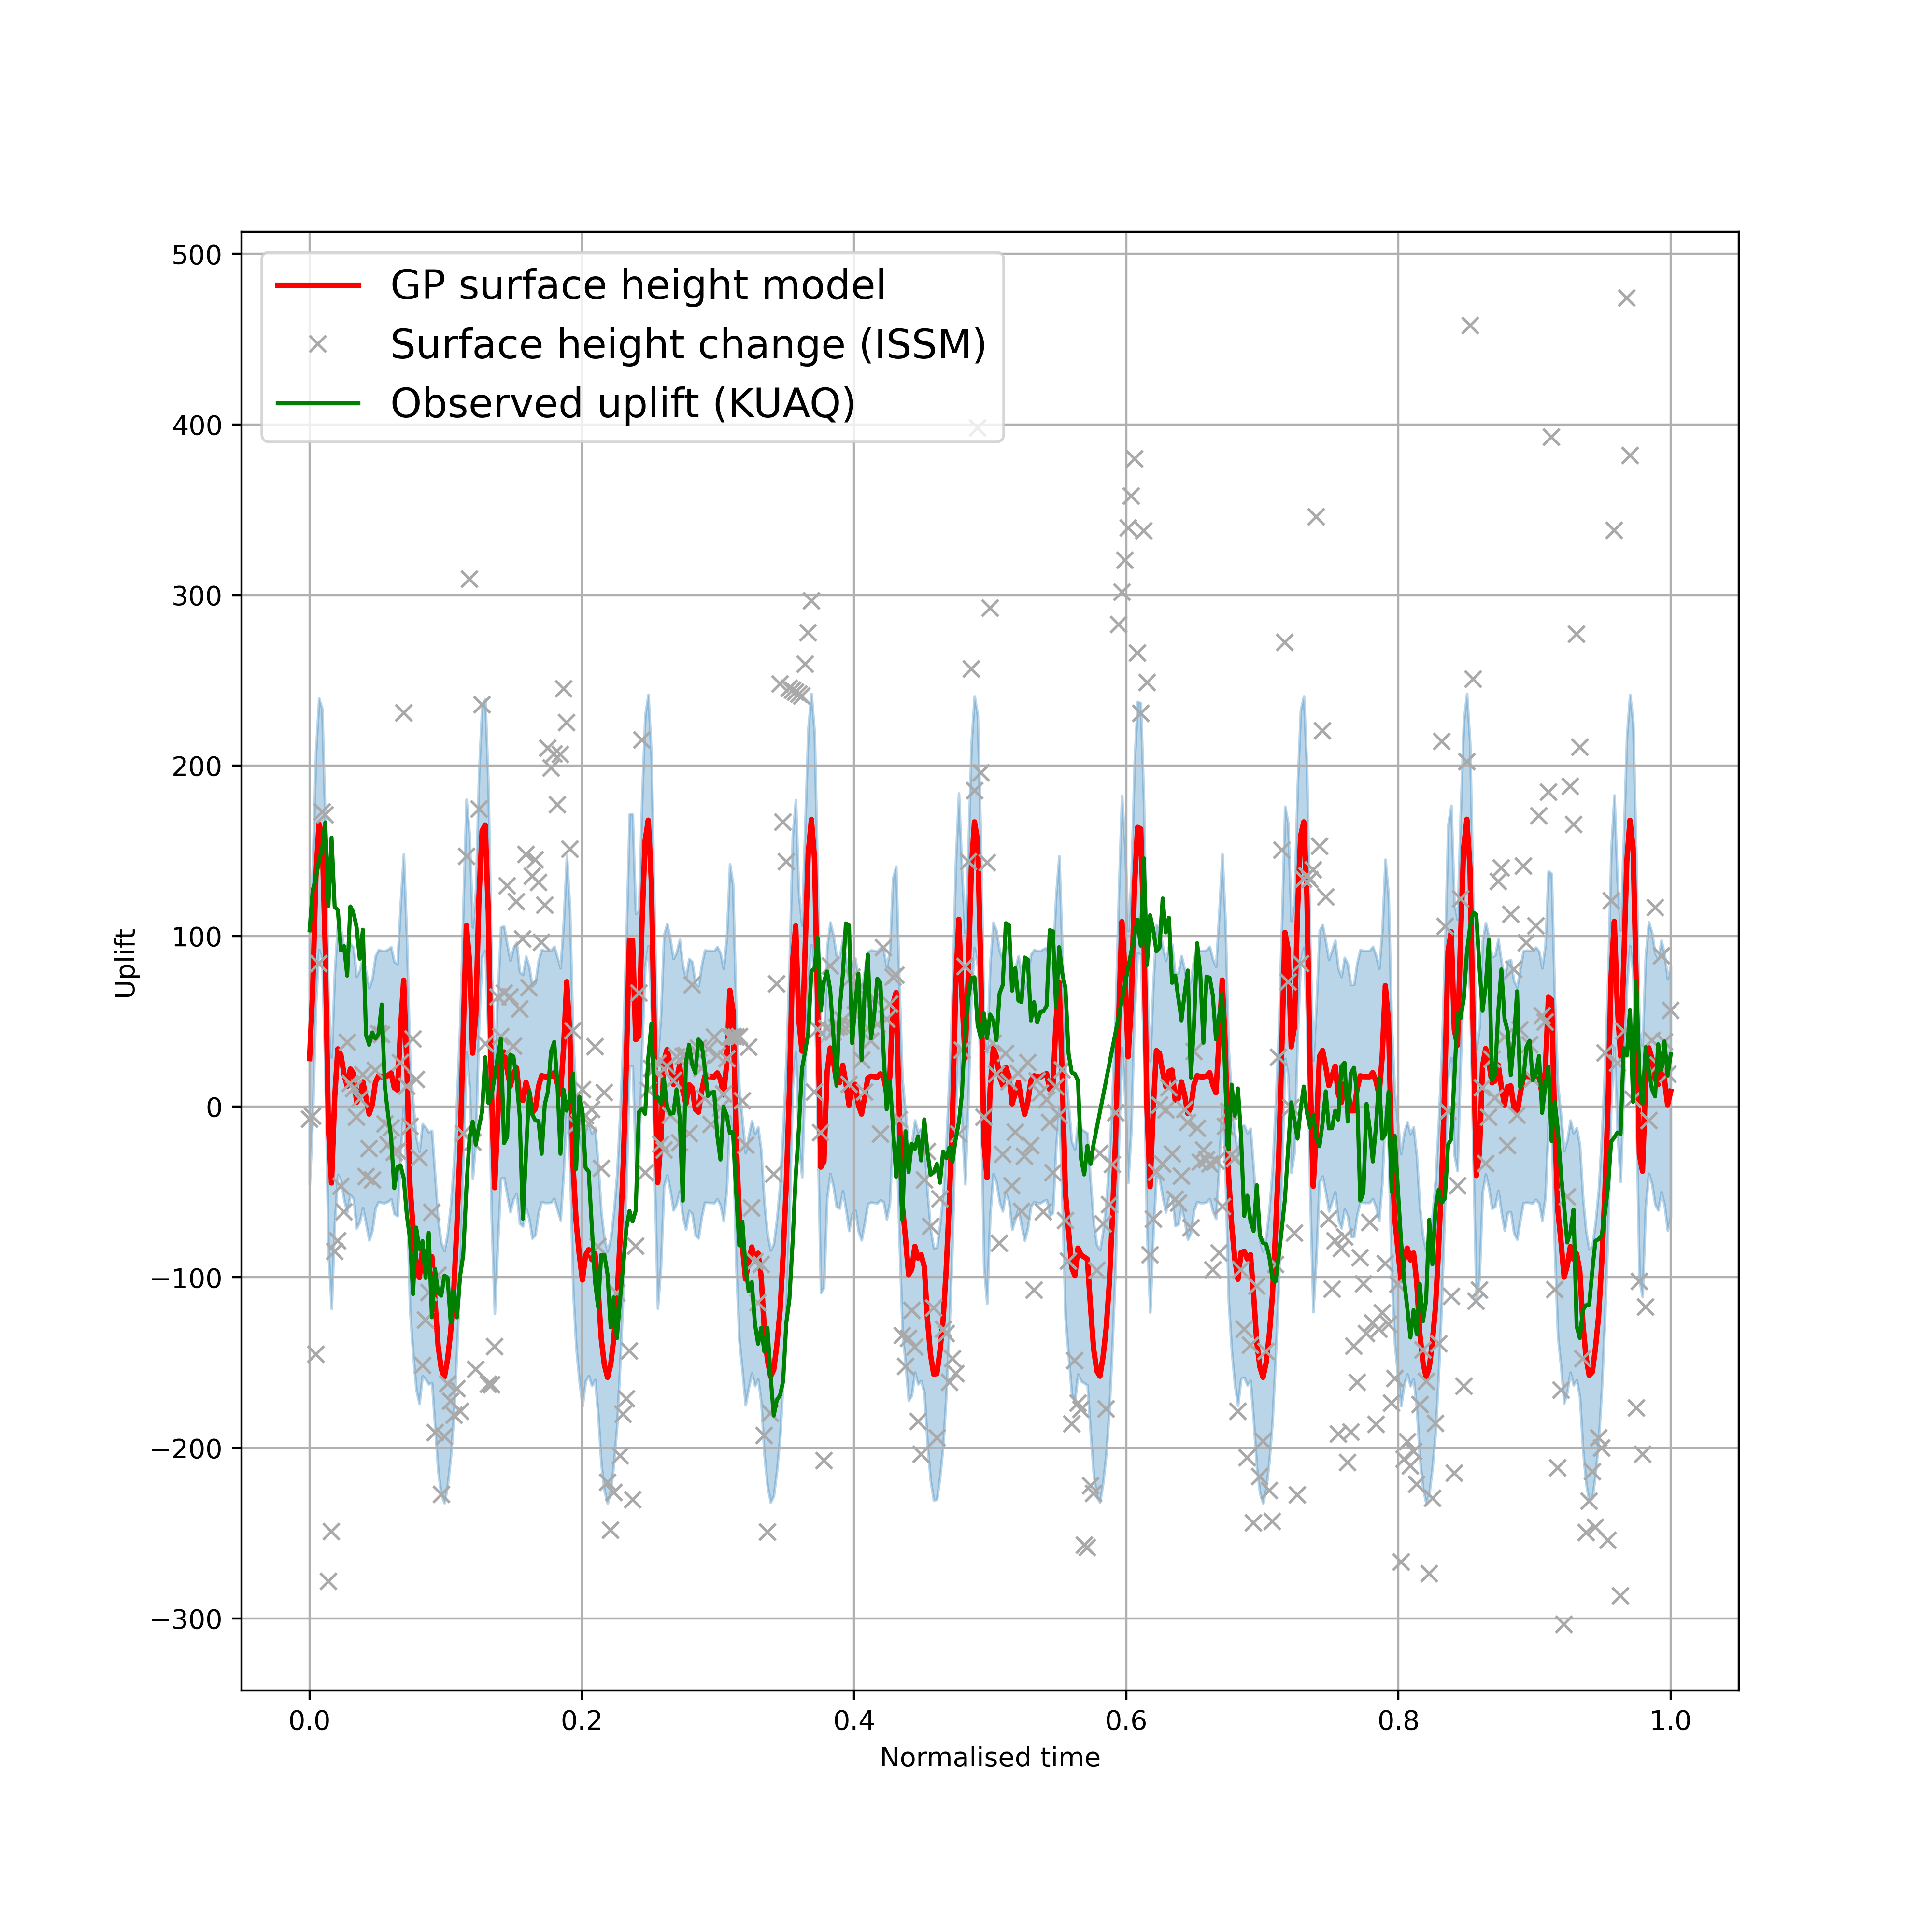 500
GP surface height model
Surface height change (ISSM)
400
Observed uplift (KUAQ)
300
200
100
0
−100
−200
−300
Uplift
0.0 0.2 0.4 0.6 0.8 1.0
Normalised time